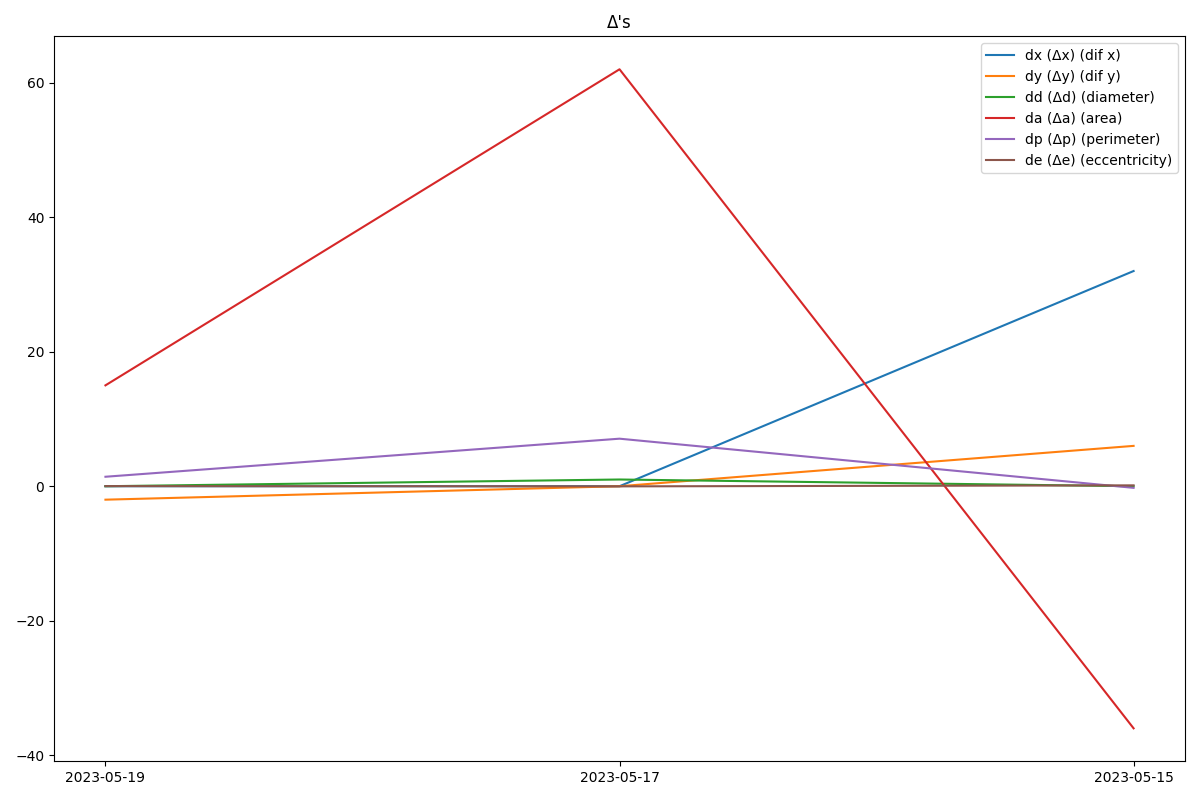 Δ's
dx (Δx) (dif x)
dy (Δy) (dif y)
dd (Δd) (diameter)
da (Δa) (area)
dp (Δp) (perimeter)
de (Δe) (eccentricity)
60
40
20
0
−20
−40
2023-05-19 2023-05-17 2023-05-15